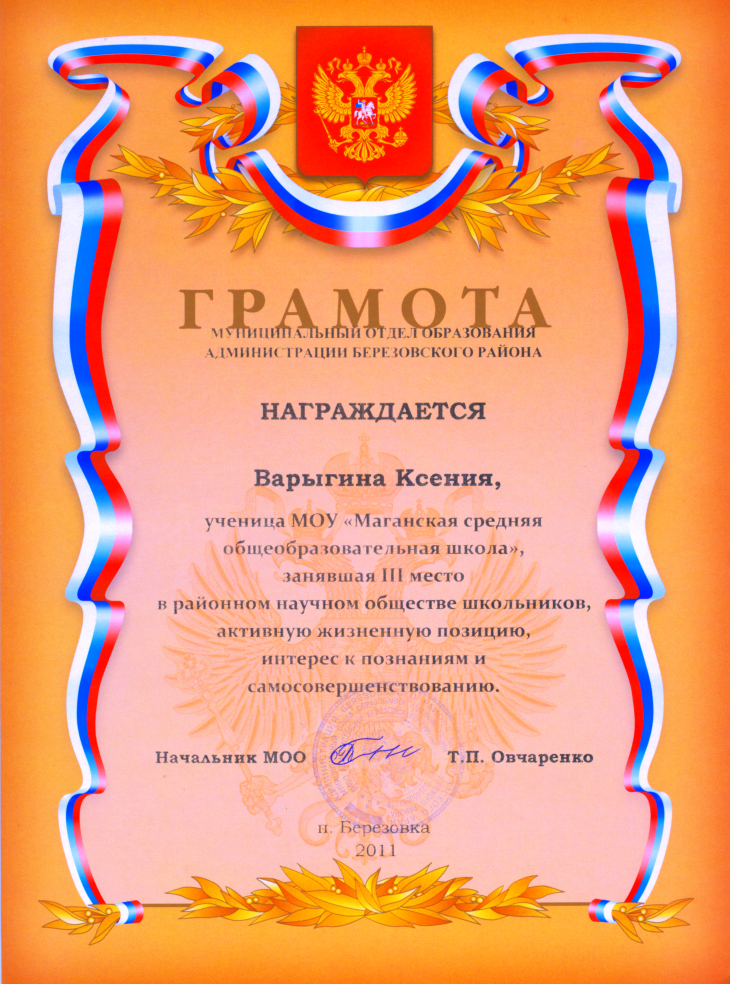 ГРАМОТА
МУНИЦИПАЛЬНЫЙ ОТДЕЛ ОБРАЗОВАНИЯ
АДМИНИСТРАЦИИ БЕРЕЗОВСКОГО РАЙОНА
НАГРАЖДАЕТСЯ
Варыгина Ксения,
ученица МОУ «Маганская средняя
общеобразовательная школа»,
занявшая III место
в районном научном обществе школьников,
активную жизненную позицию,
интерес к познаниям и
самосовершенствованию.
Начальник МОО Т.П. Овчаренко
п. Березовка
2011